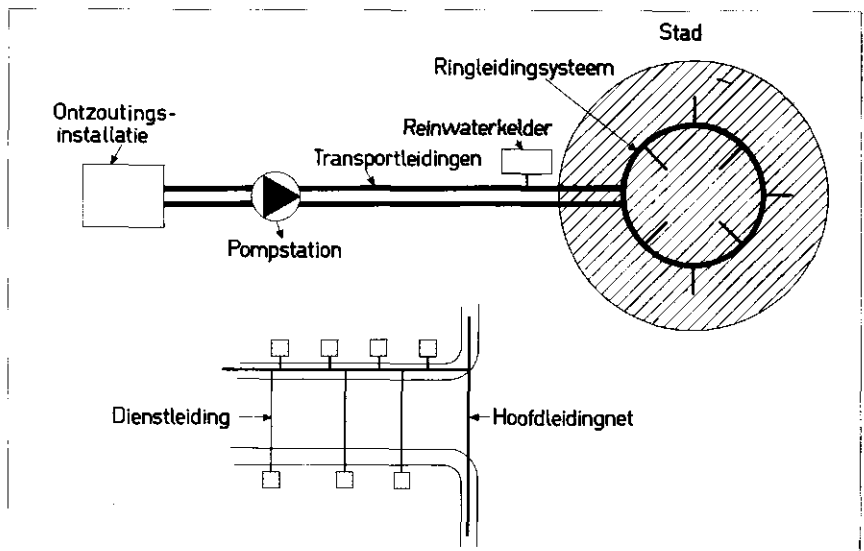 Stad
Ringleidingsysteem
Ontzoutings-
installatie
Reinwaterkelder
Transportleidingen
Pompstation
Dienstleiding
Hoofdleidingnet